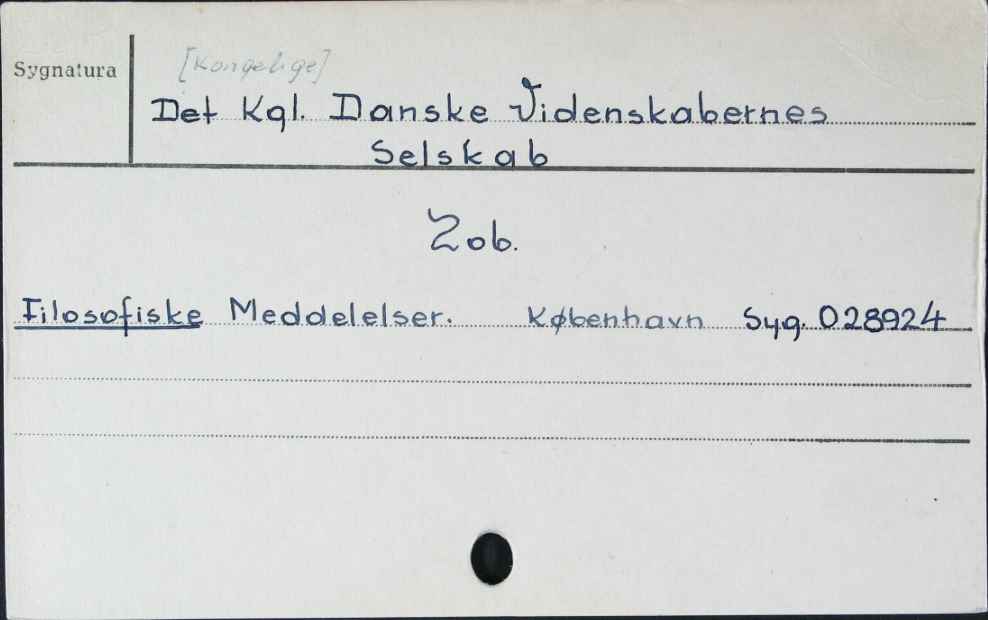 [Kongelige]
Sygnatura
Det Kgl. Danske Videnskabernes
Selskab
Zob.
Filosofiske Meddelelser. København Syg. 028924